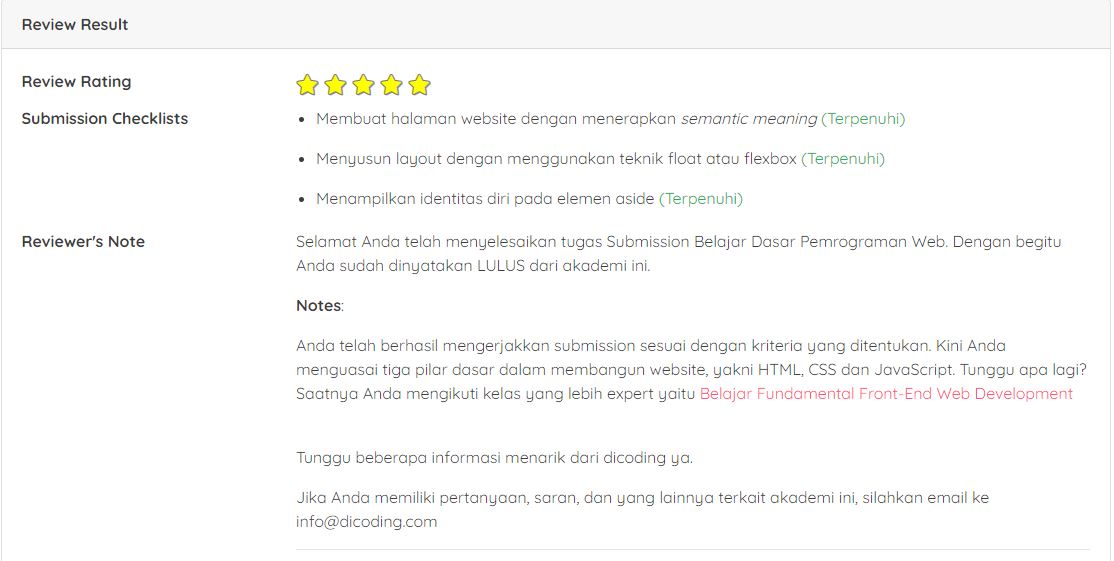 Review Result
Review Rating
Submission Checklists
Membuat halaman website dengan menerapkan semantic meaning (Terpenuhi)
Menyusun layout dengan menggunakan teknik float atau flexbox (Terpenuhi)
Menampilkan identitas diri pada elemen aside (Terpenuhi)
Reviewer's Note
Selamat Anda telah menyelesaikan tugas Submission Belajar Dasar Pemrograman Web. Dengan begitu
Anda sudah dinyatakan LULUS dari akademi ini.
Notes:
Anda telah berhasil mengerjakkan submission sesuai dengan kriteria yang ditentukan. Kini Anda
menguasai tiga pilar dasar dalam membangun website, yakni HTML, CSS dan JavaScript. Tunggu apa lagi?
Saatnya Anda mengikuti kelas yang lebih expert yaitu Belajar Fundamental Front-End Web Development
Tunggu beberapa informasi menarik dari dicoding ya.
Jika Anda memiliki pertanyaan, saran, dan yang lainnya terkait akademi ini, silahkan email ke
info@dicoding.com